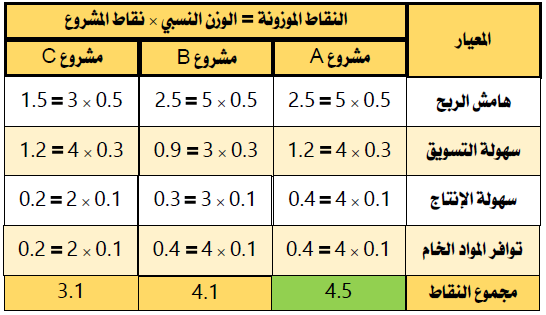 المعيار
النقاط الموزونة = الوزن النسبي × نقاط المشروع
مشروع A
مشروع B
مشروع C
هامش الربح
2.5 = 5 × 0.5
2.5 = 5 × 0.5
1.5 = 3 × 0.5
سهولة التسويق
1.2 = 4 × 0.3
0.9 = 3 × 0.3
1.2 = 4 × 0.3
سهولة الإنتاج
0.4 = 4 × 0.1
0.3 = 3 × 0.1
0.2 = 2 × 0.1
توافر المواد الخام
0.4 = 4 × 0.1
0.4 = 4 × 0.1
0.2 = 2 × 0.1
مجموع النقاط
4.5
4.1
3.1